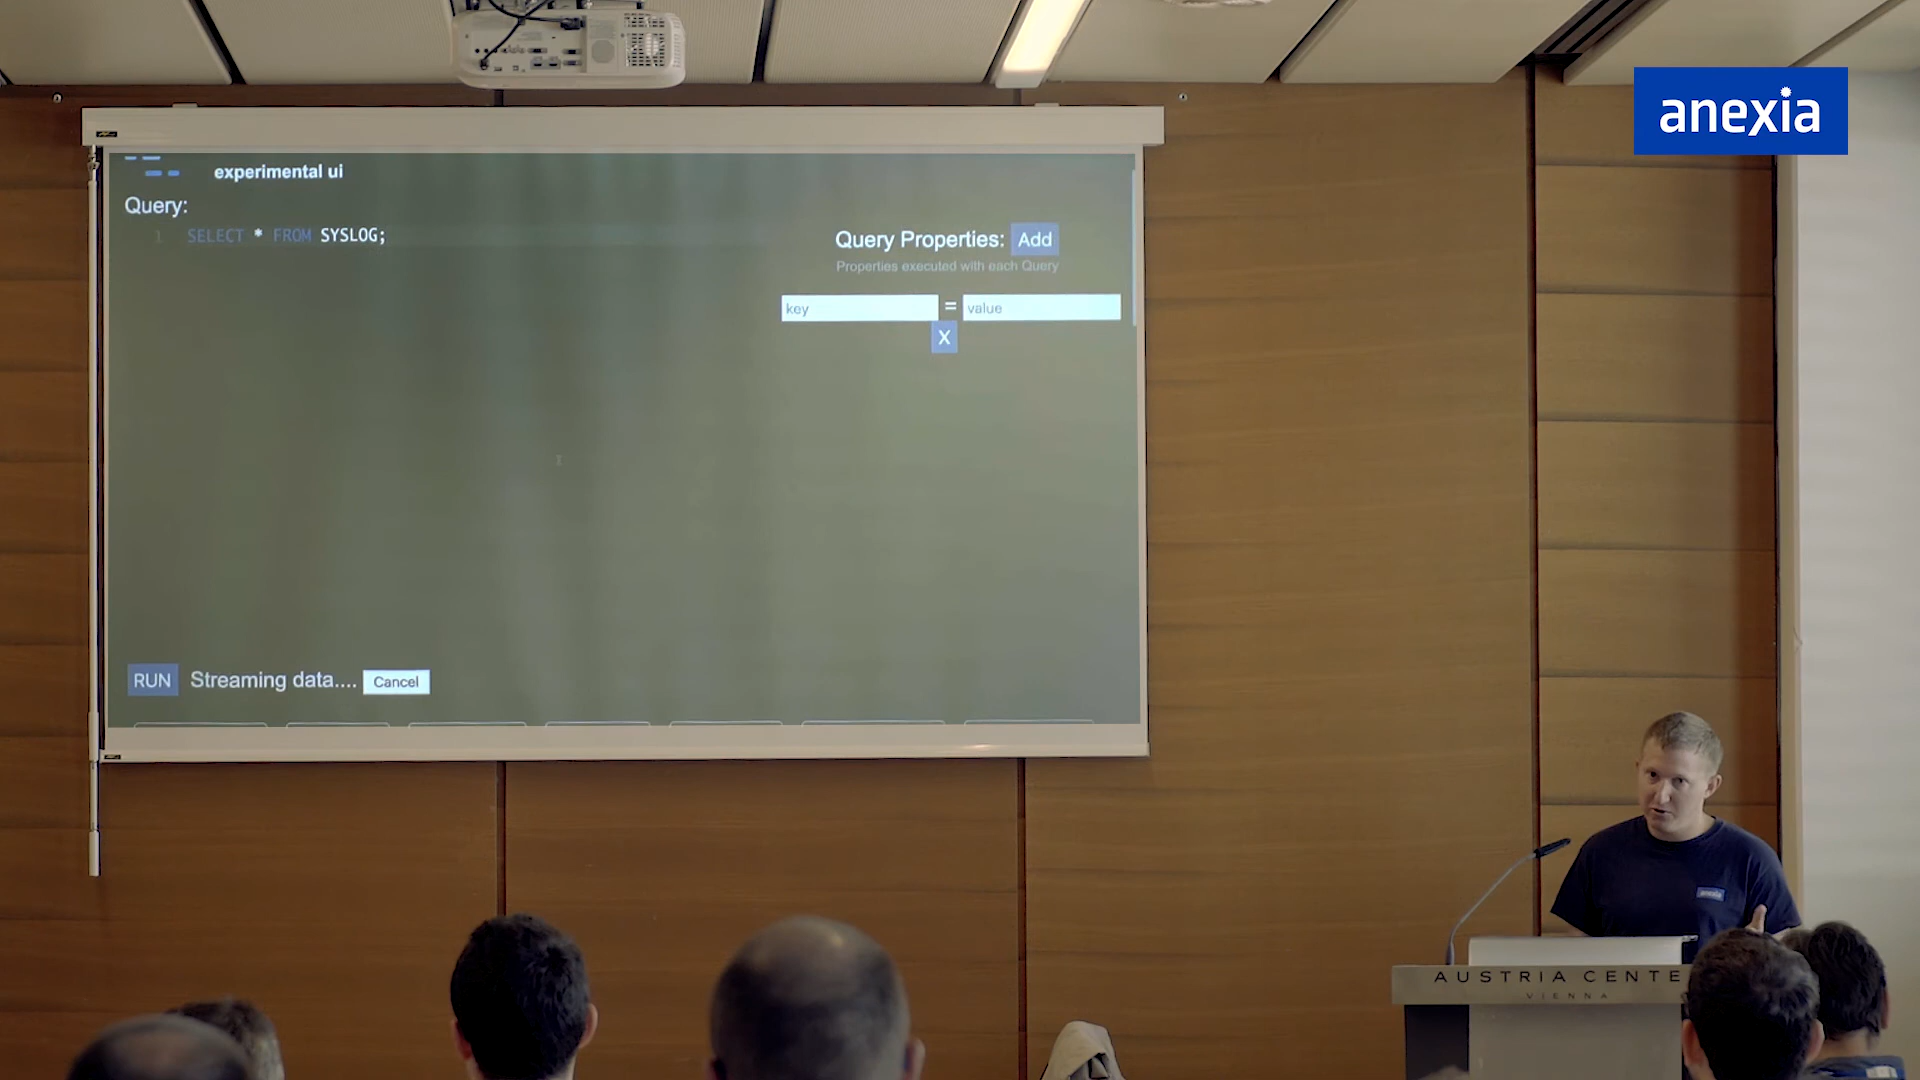 anexia
experimental ui
Query:
1 SELECT * FROM SYSLOG;
Query Properties: Add
Properties executed with each Query
key = value
X
RUN Streaming data.... Cancel
anexia
AUSTRIA CENTE
VIENNA